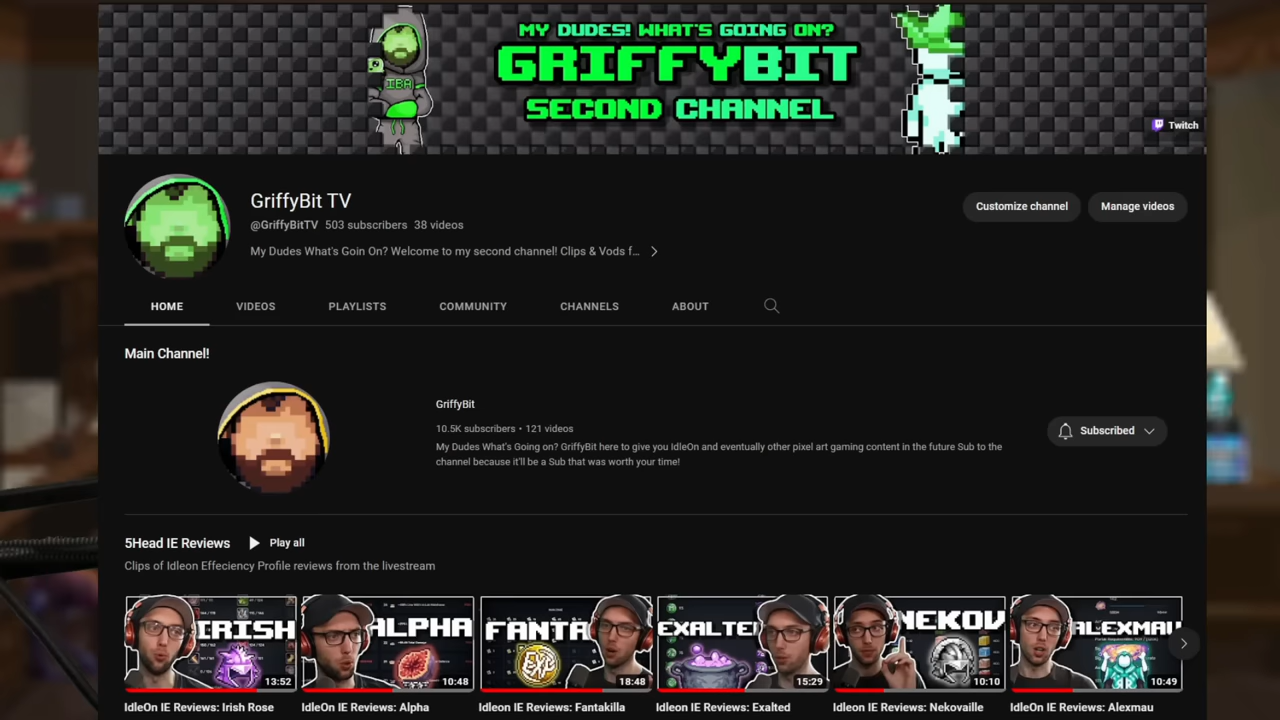 MY DUDES! WHAT'S GOING ON?
GRIFFYBIT
SECOND CHANNEL
IBA
Twitch
GriffyBit TV
@GriffyBitTV 503 subscribers 38 videos
My Dudes What's Goin On? Welcome to my second channel! Clips & Vods f...
Customize channel
Manage videos
HOME
VIDEOS
PLAYLISTS
COMMUNITY
CHANNELS
ABOUT
Main Channel!
GriffyBit
10.5K subscribers • 121 videos
My Dudes What's Going on? GriffyBit here to give you IdleOn and eventually other pixel art gaming content in the future Sub to the
channel because it'll be a Sub that was worth your time!
Subscribed
5Head IE Reviews
Play all
Clips of Idleon Effeciency Profile reviews from the livestream
IRISH
13:52
ALPHA
10:48
FANTA
18:48
EXALTE
15:29
NEKOV
10:10
ALEXMAU
10:49
IdleOn IE Reviews: Irish Rose
IdleOn IE Reviews: Alpha
Idleon IE Reviews: Fantakilla
Idleon IE Reviews: Exalted
Idleon IE Reviews: Nekovaille
IdleOn IE Reviews: Alexmau